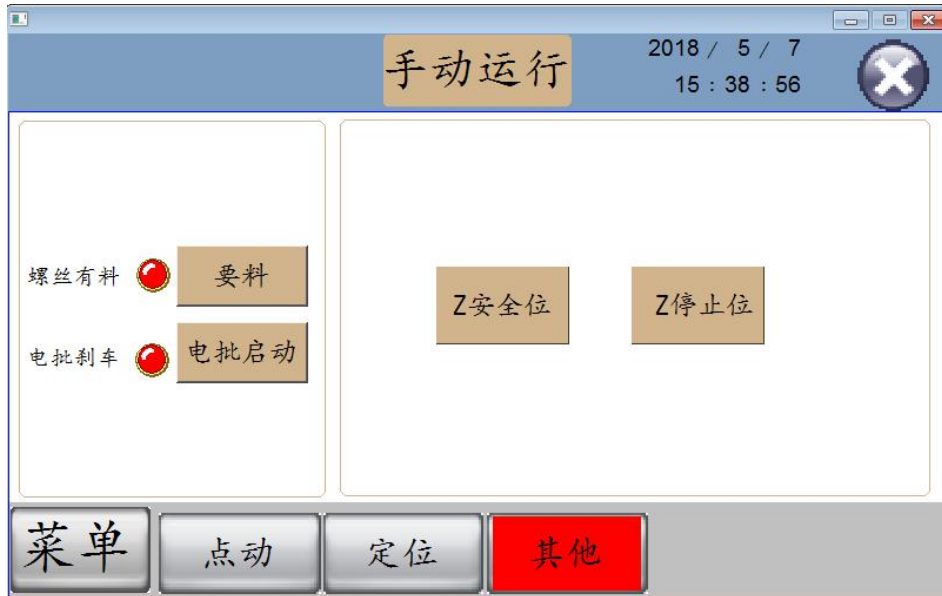 手动运行
2018 / 5 / 7
15 : 38 : 56
螺丝有料
要料
电批刹车
电批启动
Z安全位
Z停止位
菜单
点动
定位
其他